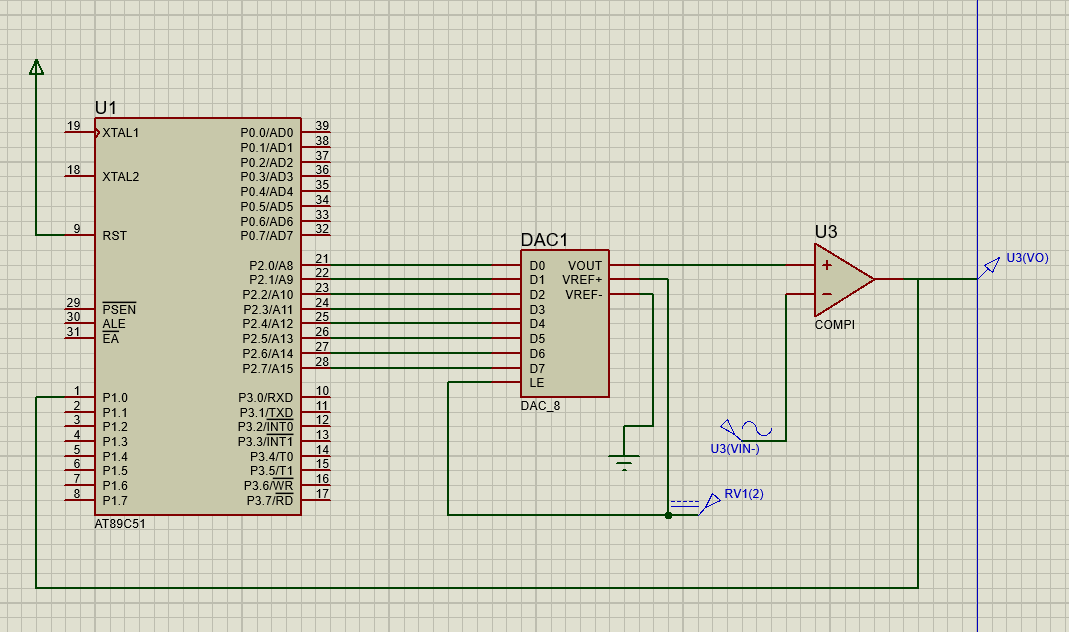 U1
19 XTAL1 P0.0/AD0 39
P0.1/AD1 38
P0.2/AD2 37
18 XTAL2 P0.3/AD3 36
P0.4/AD4 35
P0.5/AD5 34
P0.6/AD6 33
9 RST P0.7/AD7 32
P2.0/A8 21
P2.1/A9 22
P2.2/A10 23
29 PSEN P2.3/A11 24
30 ALE P2.4/A12 25
31 EA P2.5/A13 26
P2.6/A14 27
P2.7/A15 28
1 P1.0 P3.0/RXD 10
2 P1.1 P3.1/TXD 11
3 P1.2 P3.2/INT0 12
4 P1.3 P3.3/INT1 13
5 P1.4 P3.4/T0 14
6 P1.5 P3.5/T1 15
7 P1.6 P3.6/WR 16
8 P1.7 P3.7/RD 17
AT89C51
DAC1
D0 VOUT
D1 VREF+
D2 VREF-
D3
D4
D5
D6
D7
LE
DAC_8
U3
+
−
COMPI
U3(VO)
U3(VIN-)
RV1(2)